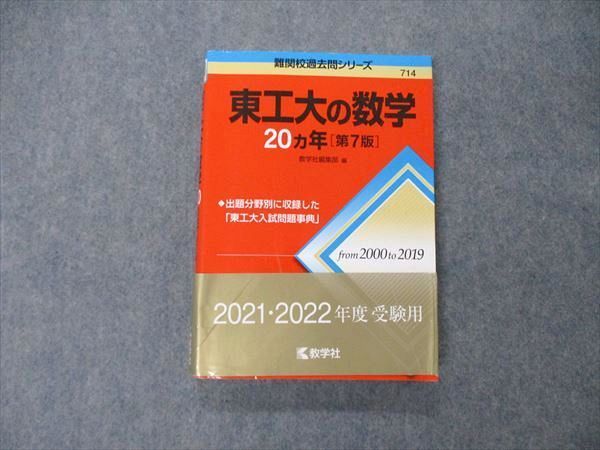 難関校過去問シリーズ
714
東工大の数学
20カ年[第7版]
教学社編集部 編
◆出題分野別に収録した
「東工大入試問題事典」
from 2000 to 2019
2021・2022年度 受験用
教学社